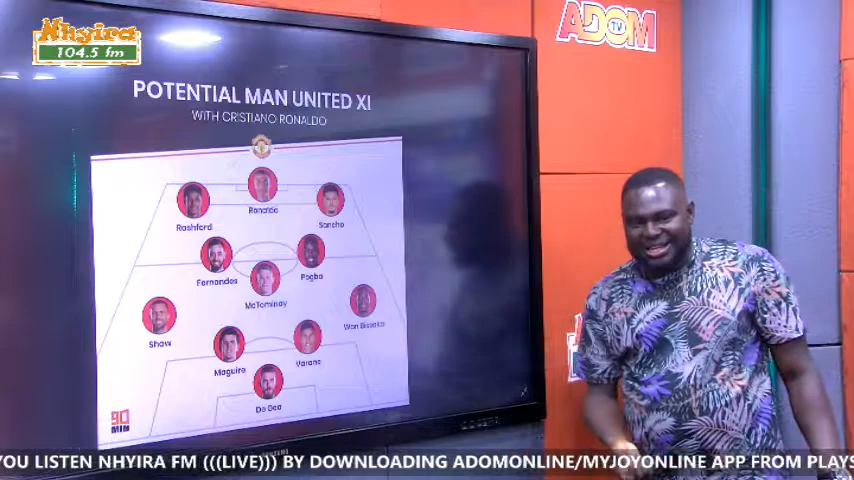 Nhyira
104.5 fm
ADOM
TV
POTENTIAL MAN UNITED XI
WITH CRISTIANO RONALDO
Ronaldo
Rashford
Sancho
Pogba
Fernandes
McTominay
Wan Bissaka
Shaw
Varane
Maguire
De Gea
90
MIN
SAMSUNG
YOU LISTEN NHYIRA FM (((LIVE))) BY DOWNLOADING ADOMONLINE/MYJOYONLINE APP FROM PLAYS